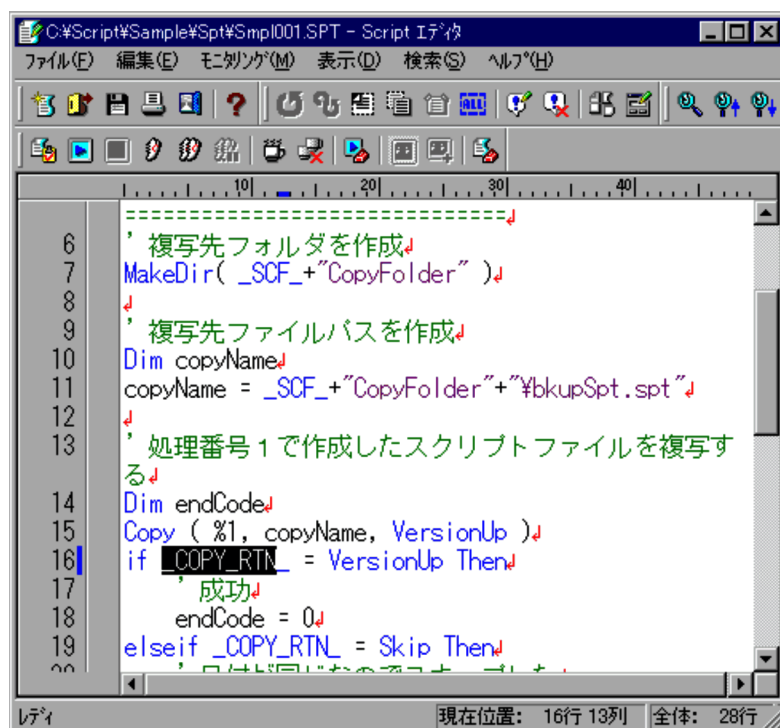 C:¥Script¥Sample¥Spt¥Smpl001.SPT - Script ｴﾃﾞｨﾀ
ﾌｧｲﾙ(F) 編集(E) ﾓﾆﾀﾘﾝｸﾞ(M) 表示(D) 検索(S) ﾍﾙﾌﾟ(H)
ALL
10 20 30 40
==============================
6 ' 複写先フォルダを作成
7 MakeDir( _SCF_+"CopyFolder" )
8
9 ' 複写先ファイルパスを作成
10 Dim copyName
11 copyName = _SCF_+"CopyFolder"+"¥bkupSpt.spt"
12
13 ' 処理番号１で作成したスクリプトファイルを複写す
る
14 Dim endCode
15 Copy ( %1, copyName, VersionUp )
16 if _COPY_RTN_ = VersionUp Then
17 ' 成功
18 endCode = 0
19 elseif _COPY_RTN_ = Skip Then
ﾚﾃﾞｨ 現在位置: 16行 13列 全体: 28行